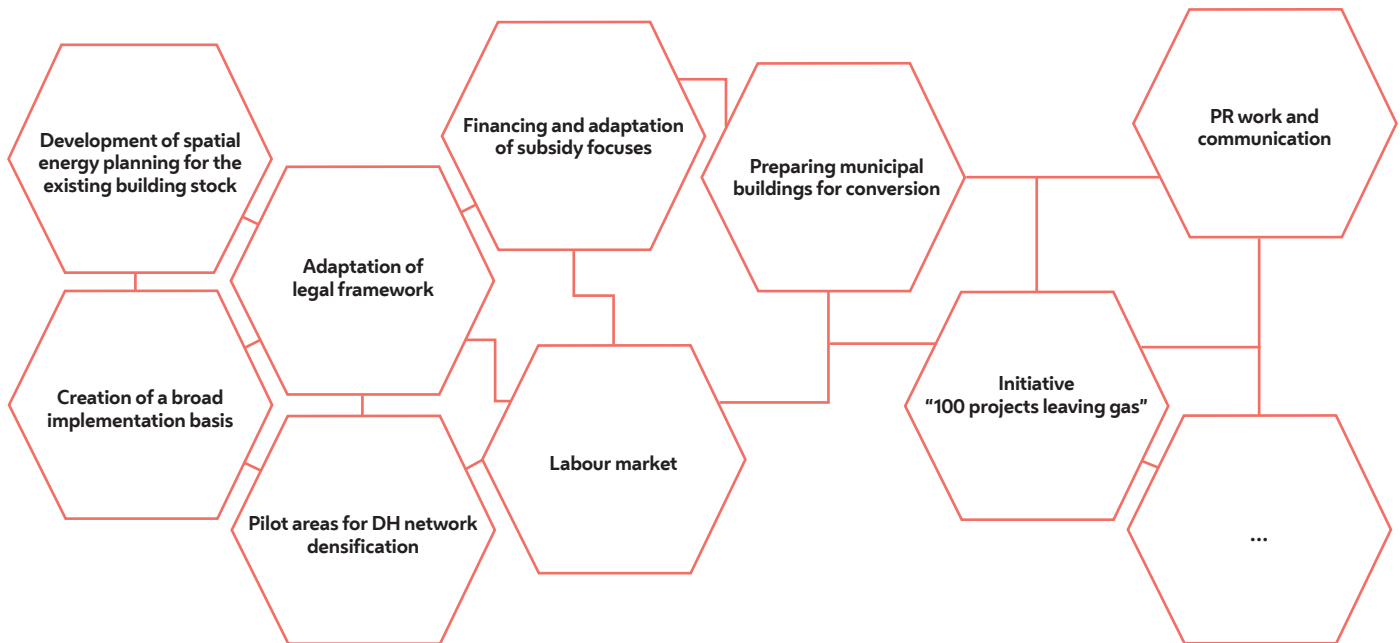 Development of spatial
energy planning for the
existing building stock
Adaptation of
legal framework
Creation of a broad
implementation basis
Pilot areas for DH network
densification
Financing and adaptation
of subsidy focuses
Labour market
Preparing municipal
buildings for conversion
Initiative
“100 projects leaving gas”
PR work and
communication
...